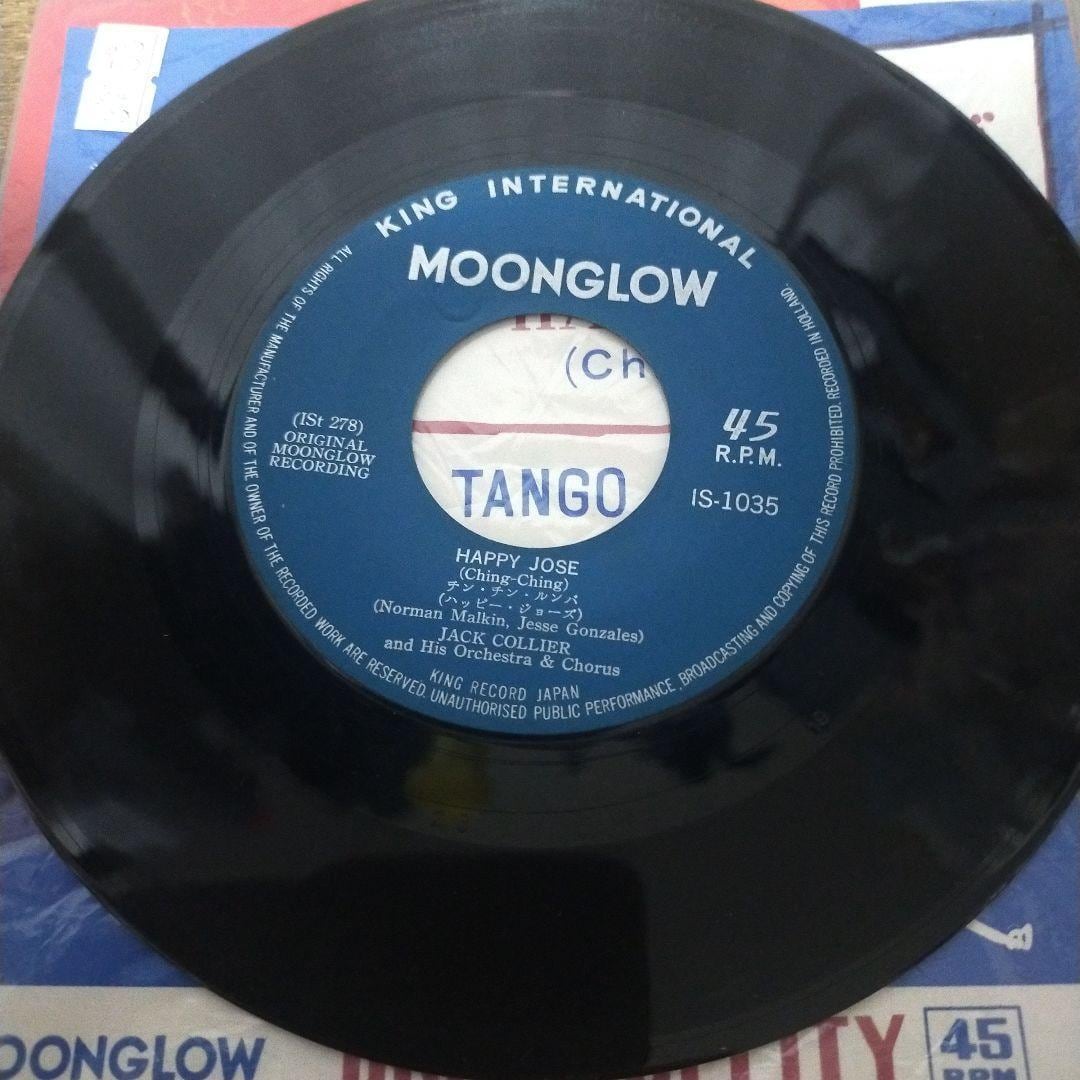 KING INTERNATIONAL
MOONGLOW
(ISt 278)
ORIGINAL
MOONGLOW
RECORDING
45
R.P.M.
IS-1035
(Ch
TANGO
HAPPY JOSE
(Ching-Ching)
チン・チン・ルンバ
(ハッピー・ジョーズ)
(Norman Malkin, Jesse Gonzales)
JACK COLLIER
and His Orchestra & Chorus
KING RECORD JAPAN
ALL RIGHTS OF THE MANUFACTURER AND OF THE OWNER OF THE RECORDED WORK ARE RESERVED. UNAUTHORISED PUBLIC PERFORMANCE, BROADCASTING AND COPYING OF THIS RECORD PROHIBITED. RECORDED IN HOLLAND.
OONGLOW
45
RPM